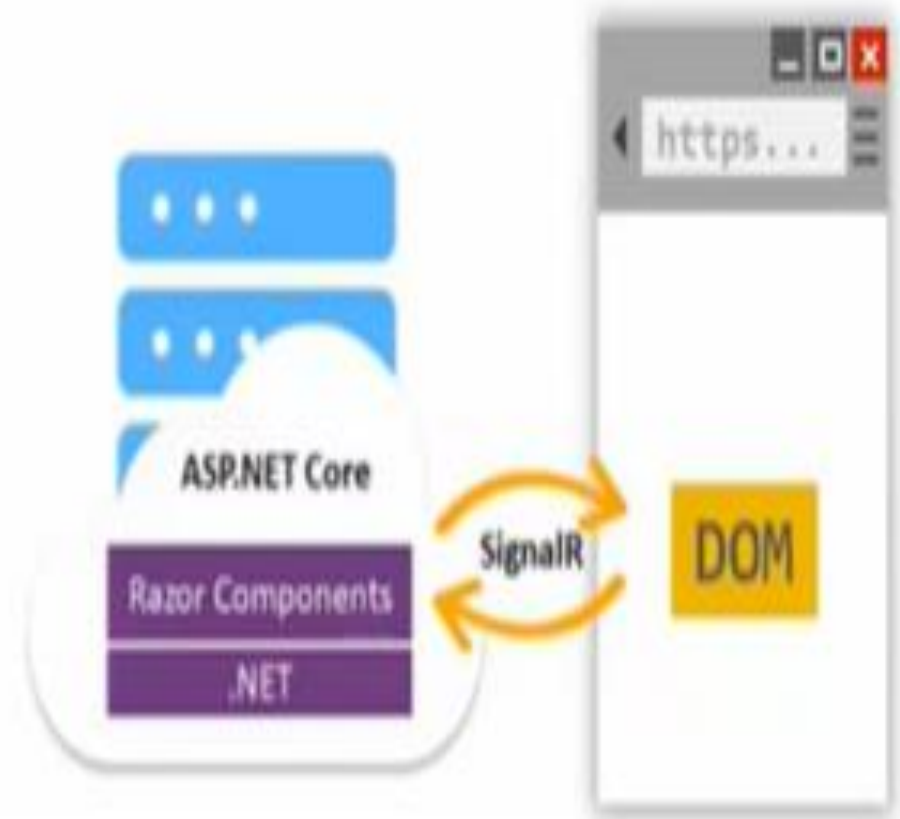 https...
ASP.NET Core
SignalR
DOM
Razor Components
.NET